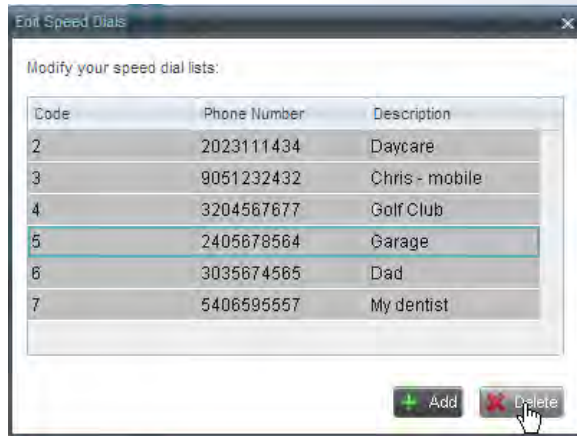 Edit Speed Dials
Modify your speed dial lists:
Code Phone Number Description
2 2023111434 Daycare
3 9051232432 Chris - mobile
4 3204567677 Golf Club
5 2405678564 Garage
6 3035674565 Dad
7 5406595557 My dentist
Add Delete